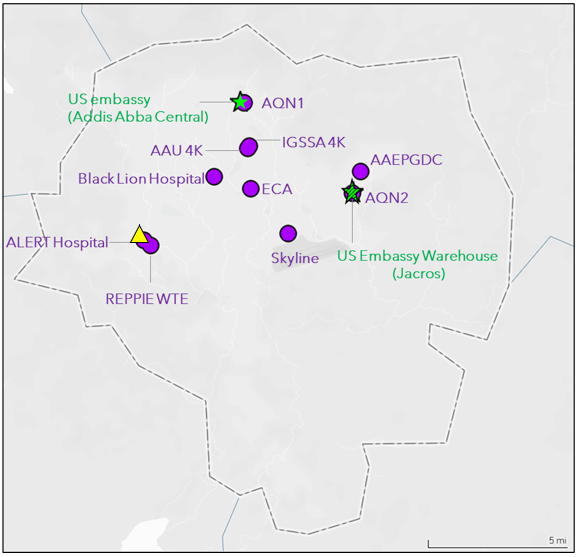 US embassy
(Addis Abba Central)
AQN1
IGSSA 4K
AAU 4K
AAEPGDC
Black Lion Hospital
ECA
AQN2
ALERT Hospital
Skyline
US Embassy Warehouse
(Jacros)
REPPIE WTE
5 mi